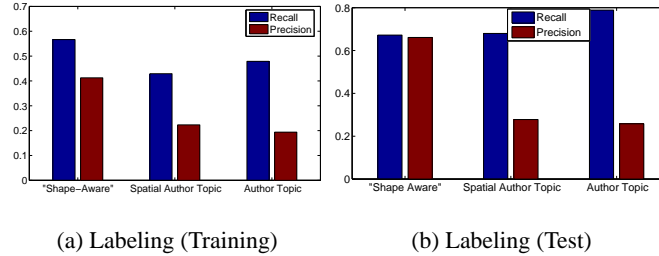 0.7
0.6
0.5
0.4
0.3
0.2
0.1
0
Recall
Precision
"Shape−Aware" Spatial Author Topic Author Topic
(a) Labeling (Training)
0.8
0.6
0.4
0.2
0
Recall
Precision
"Shape Aware" Spatial Author Topic Author Topic
(b) Labeling (Test)